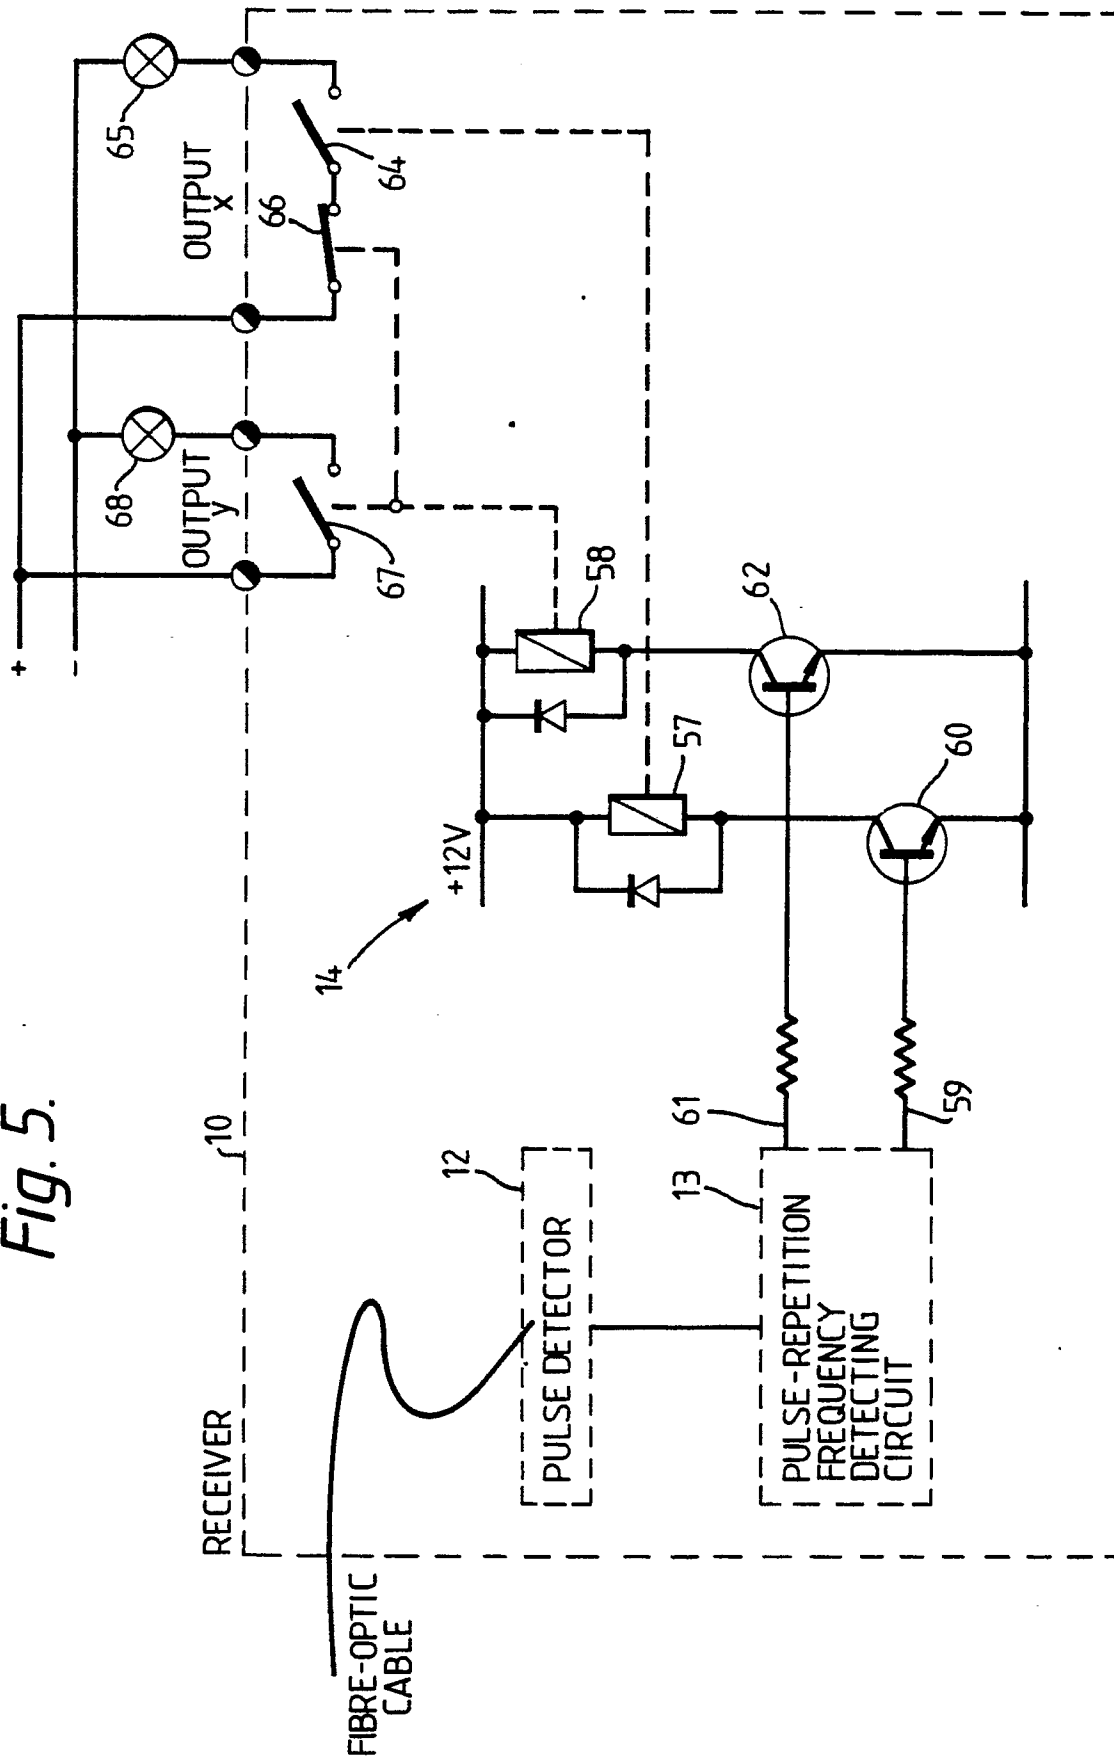 Fig. 5.
RECEIVER
10
FIBRE-OPTIC
CABLE
12
PULSE DETECTOR
13
PULSE-REPETITION
FREQUENCY
DETECTING
CIRCUIT
61
59
14
+12V
57
58
62
60
+
-
68
OUTPUT
y
67
65
OUTPUT
x
66
64